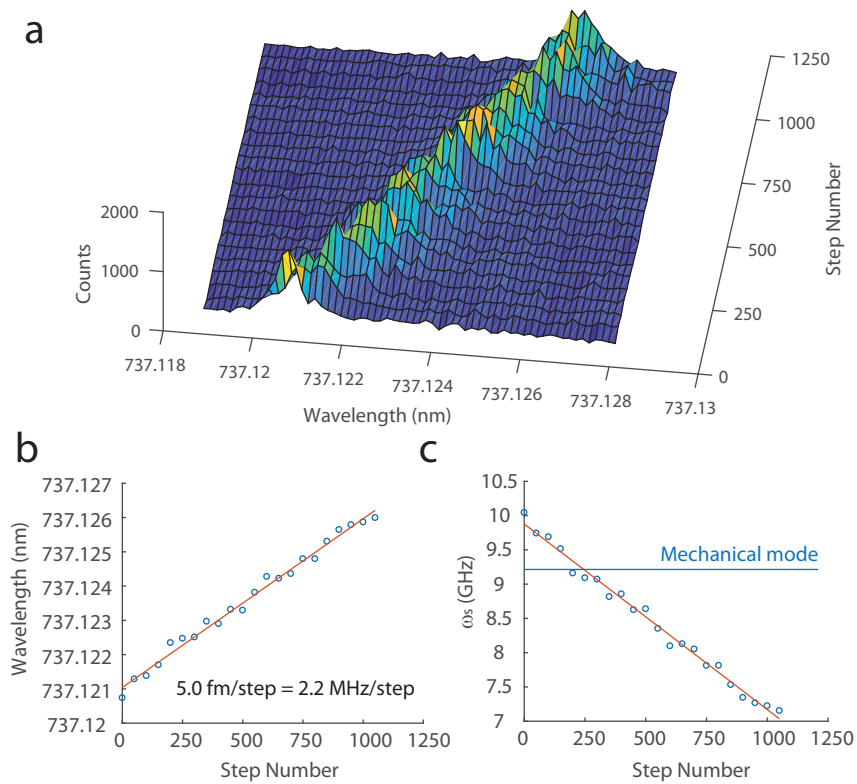 a
2000
1000
0
Counts
737.118
737.12
737.122
737.124
737.126
737.128
737.13
Wavelength (nm)
1250
1000
750
500
250
0
Step Number
b
737.127
737.126
737.125
737.124
737.123
737.122
737.121
737.12
Wavelength (nm)
5.0 fm/step = 2.2 MHz/step
0 250 500 750 1000 1250
Step Number
c
10.5
10
9.5
9
8.5
8
7.5
7
ωs (GHz)
Mechanical mode
0 250 500 750 1000 1250
Step Number